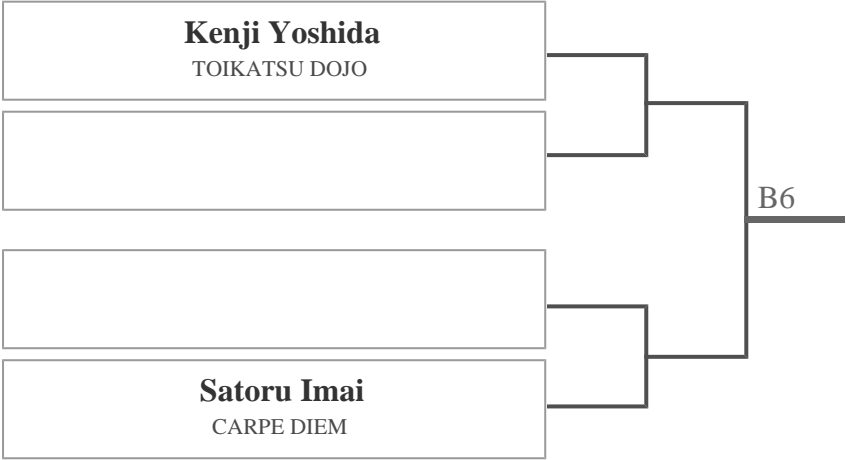 Kenji Yoshida
TOIKATSU DOJO
B6
Satoru Imai
CARPE DIEM